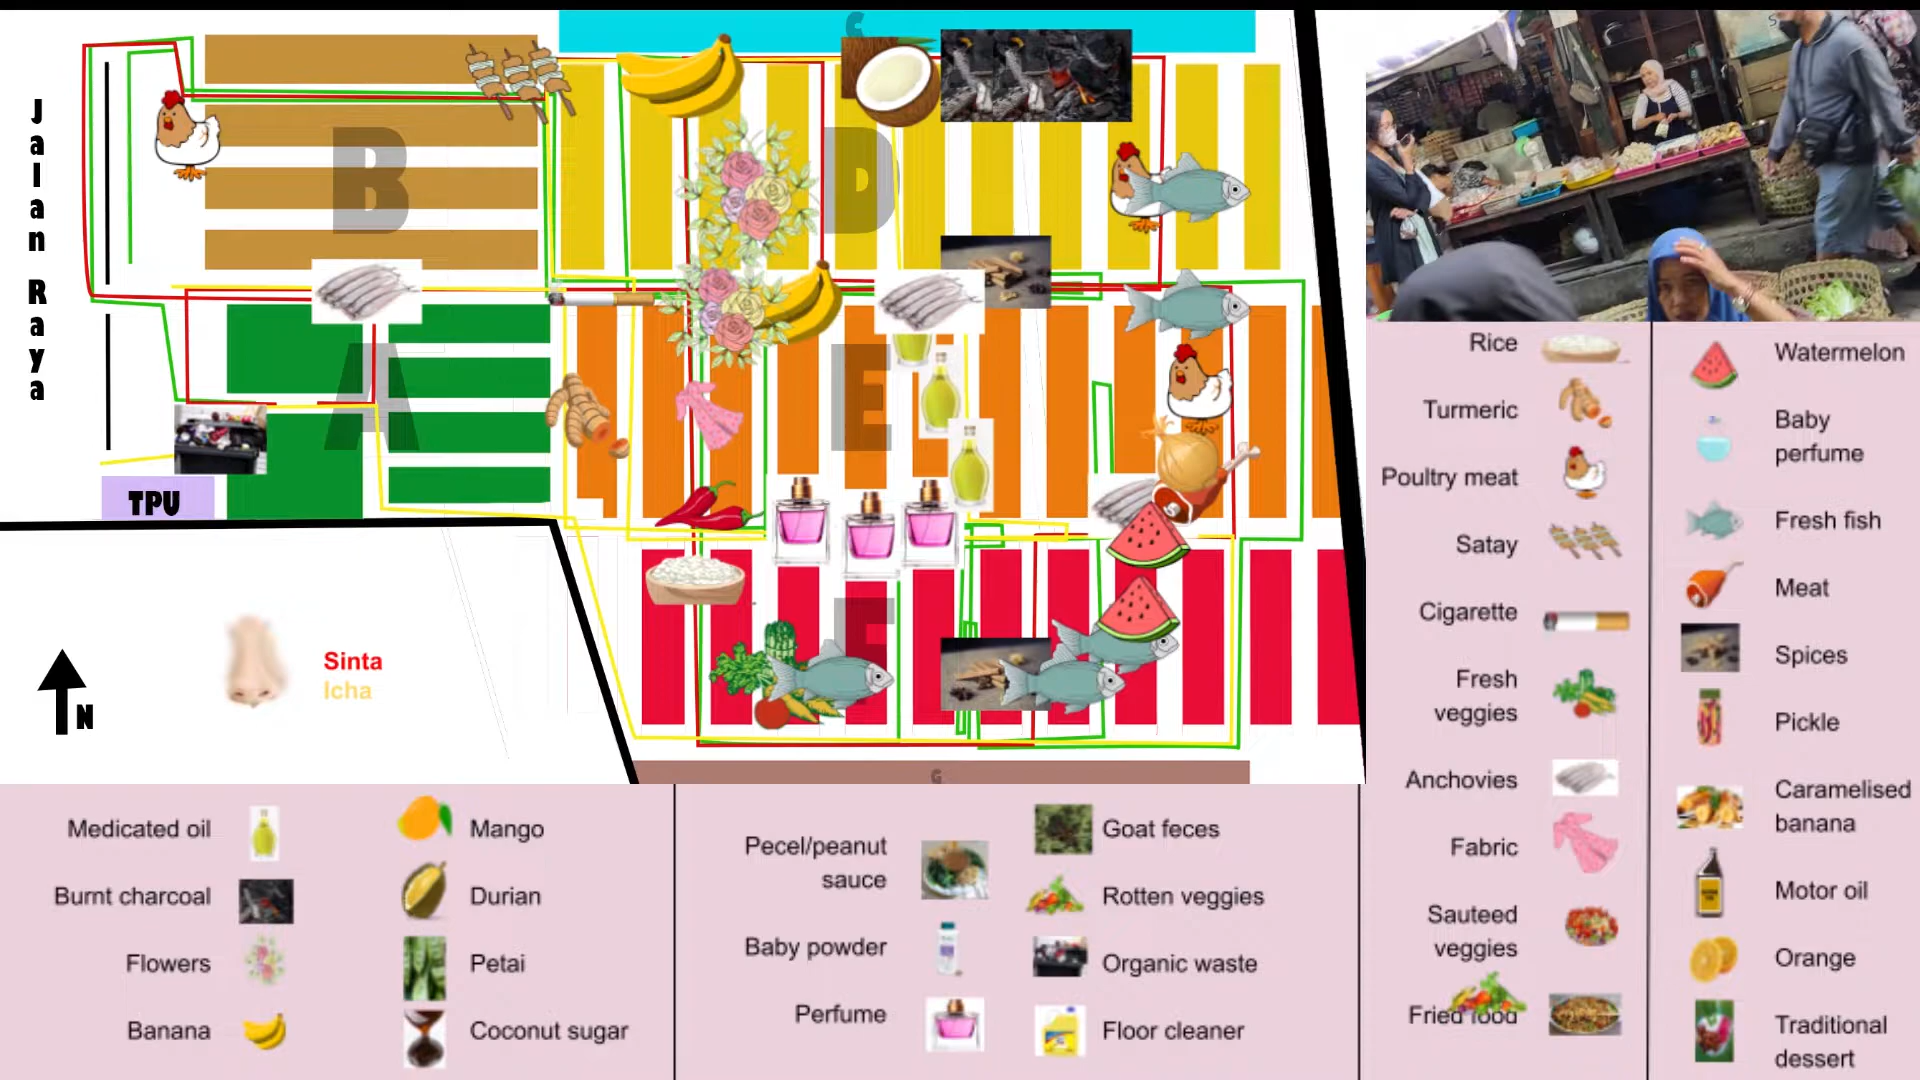 Jalan Raya
B
C
D
A
E
TPU
F
G
N
Sinta
Icha
Rice
Turmeric
Poultry meat
Satay
Cigarette
Fresh
veggies
Anchovies
Fabric
Sauteed
veggies
Fried food
Watermelon
Baby
perfume
Fresh fish
Meat
Spices
Pickle
Caramelised
banana
Motor oil
Orange
Traditional
dessert
Medicated oil
Burnt charcoal
Flowers
Banana
Mango
Durian
Petai
Coconut sugar
Pecel/peanut
sauce
Baby powder
Perfume
Goat feces
Rotten veggies
Organic waste
Floor cleaner